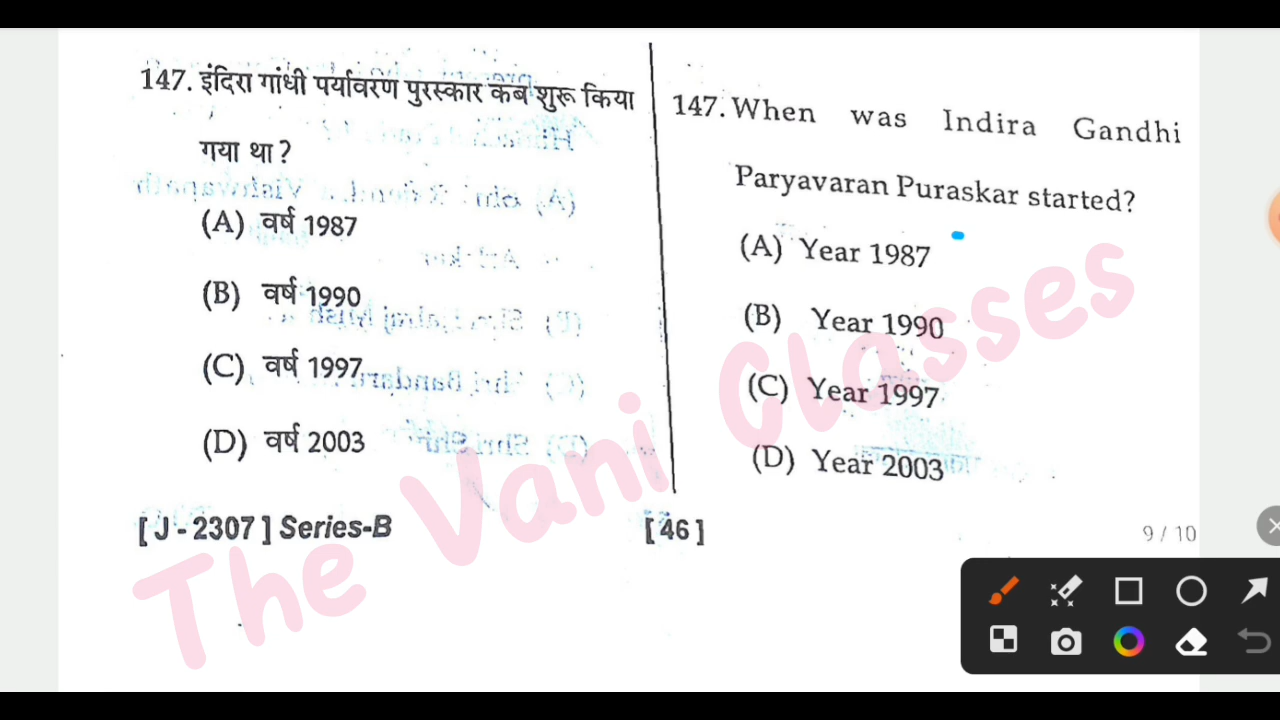 147. इंदिरा गांधी पर्यावरण पुरस्कार कब शुरू किया
गया था?
(A) वर्ष 1987
(B) वर्ष 1990
(C) वर्ष 1997
(D) वर्ष 2003
147. When was Indira Gandhi
Paryavaran Puraskar started?
(A) Year 1987
(B) Year 1990
(C) Year 1997
(D) Year 2003
[ J - 2307 ] Series-B
[ 46 ]
9 / 10
The Vani Classes